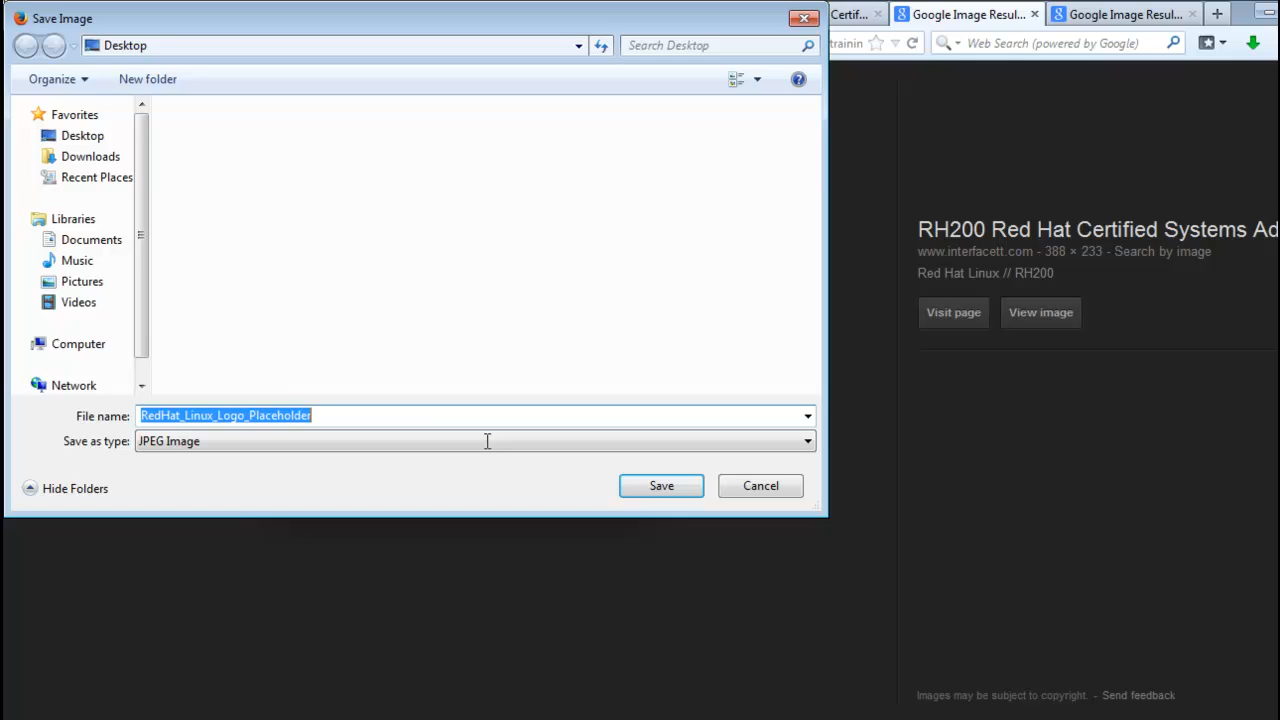 Save Image
Desktop
Search Desktop
Organize
New folder
Favorites
Desktop
Downloads
Recent Places
Libraries
Documents
Music
Pictures
Videos
Computer
Network
File name: RedHat_Linux_Logo_Placeholder
Save as type: JPEG Image
Hide Folders
Save
Cancel
Certif...
Google Image Resul...
Google Image Resul...
trainin
Web Search (powered by Google)
RH200 Red Hat Certified Systems Ad
www.interfacett.com - 388 × 233 - Search by image
Red Hat Linux // RH200
Visit page
View image
Images may be subject to copyright. - Send feedback